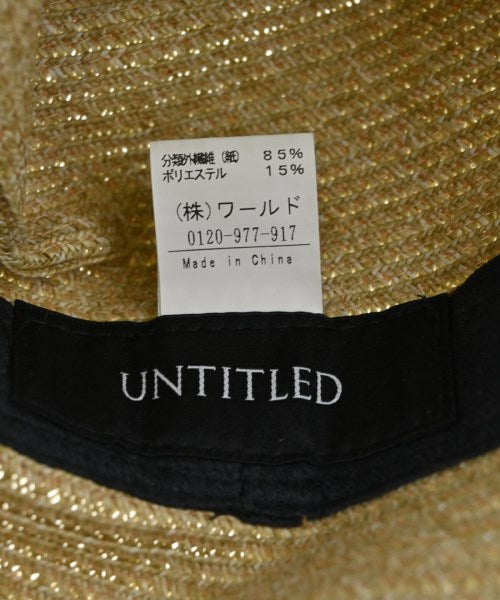 分類外繊維（紙） 85%
ポリエステル 15%
（株）ワールド
0120-977-917
Made in China
UNTITLED